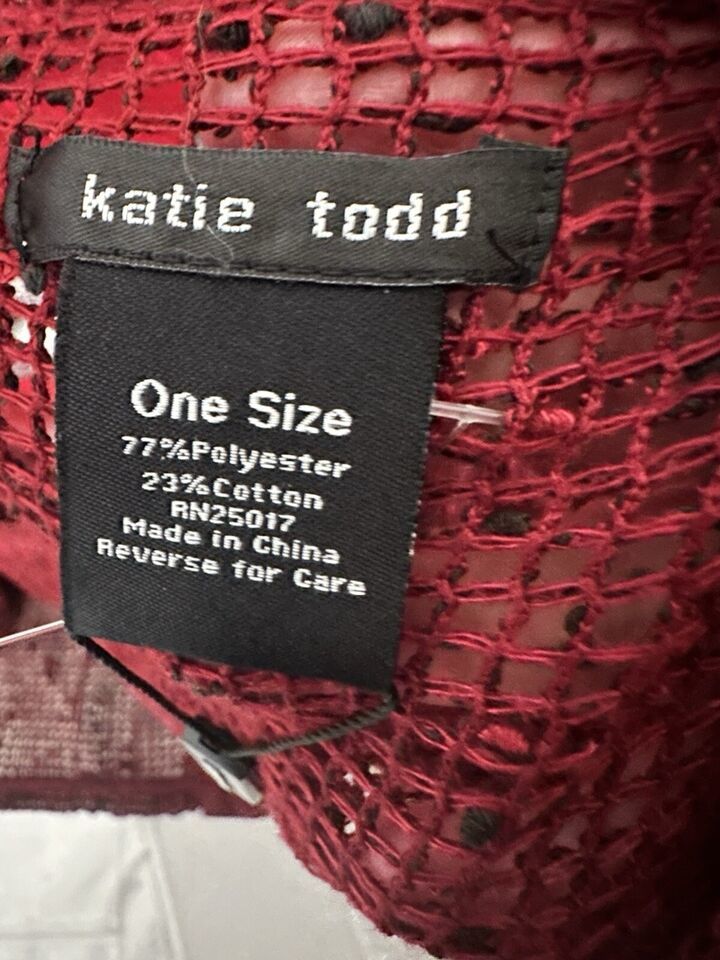 katie todd
One Size
77%Polyester
23%Cotton
RN25017
Made in China
Reverse for Care